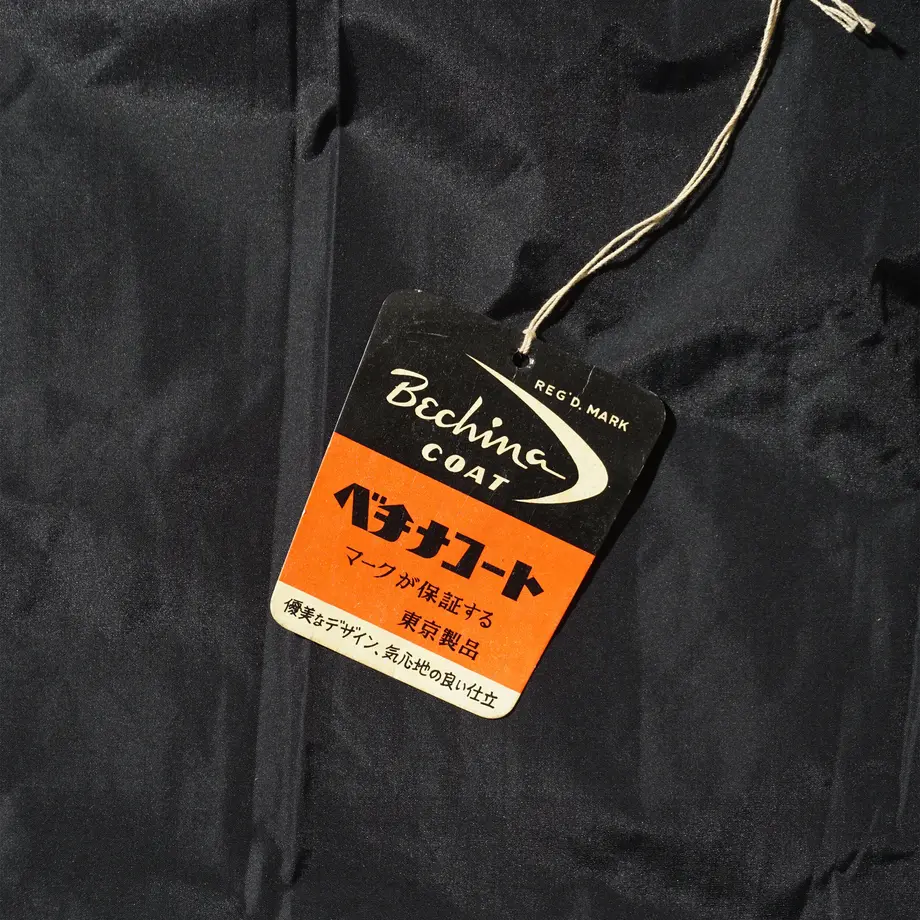 REG'D. MARK
Bechina
COAT
ベチナコート
マークが保証する
東京製品
優美なデザイン、気心地の良い仕立